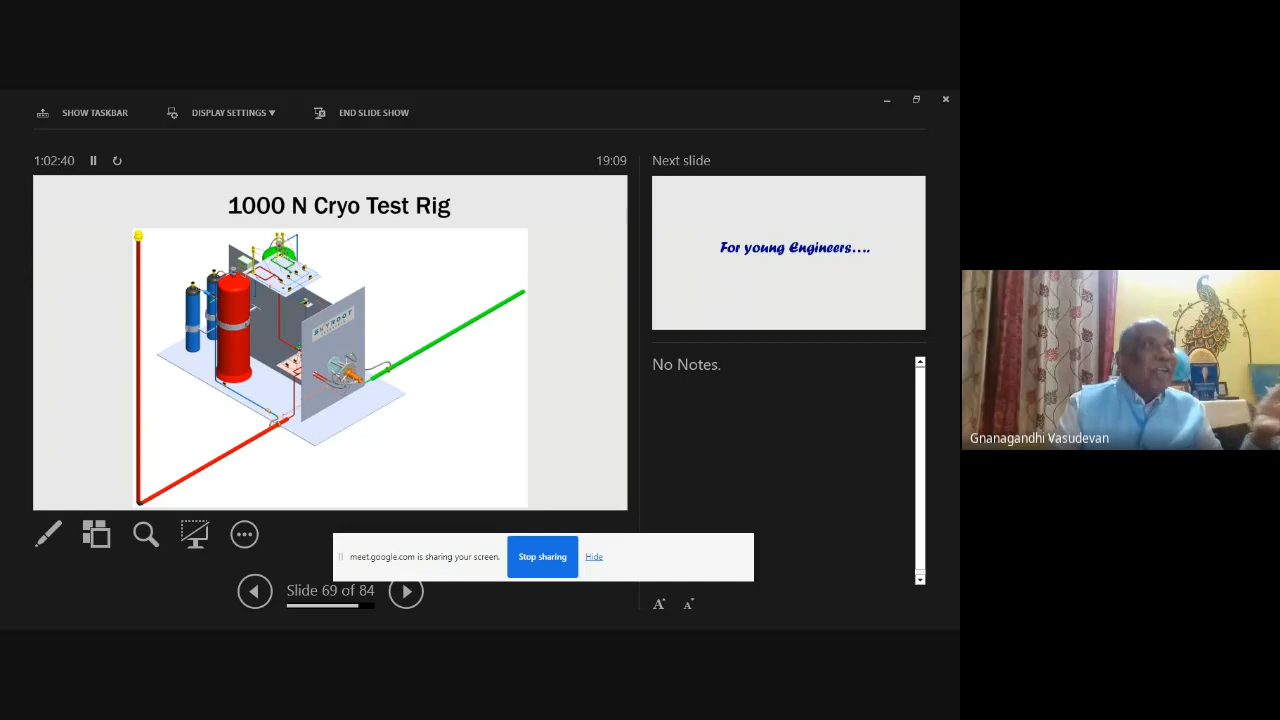 SHOW TASKBAR
DISPLAY SETTINGS ▼
END SLIDE SHOW
1:02:40
19:09
Next slide
1000 N Cryo Test Rig
SKYROOT
For young Engineers....
No Notes.
Gnanagandhi Vasudevan
meet.google.com is sharing your screen.
Stop sharing
Hide
Slide 69 of 84
A A